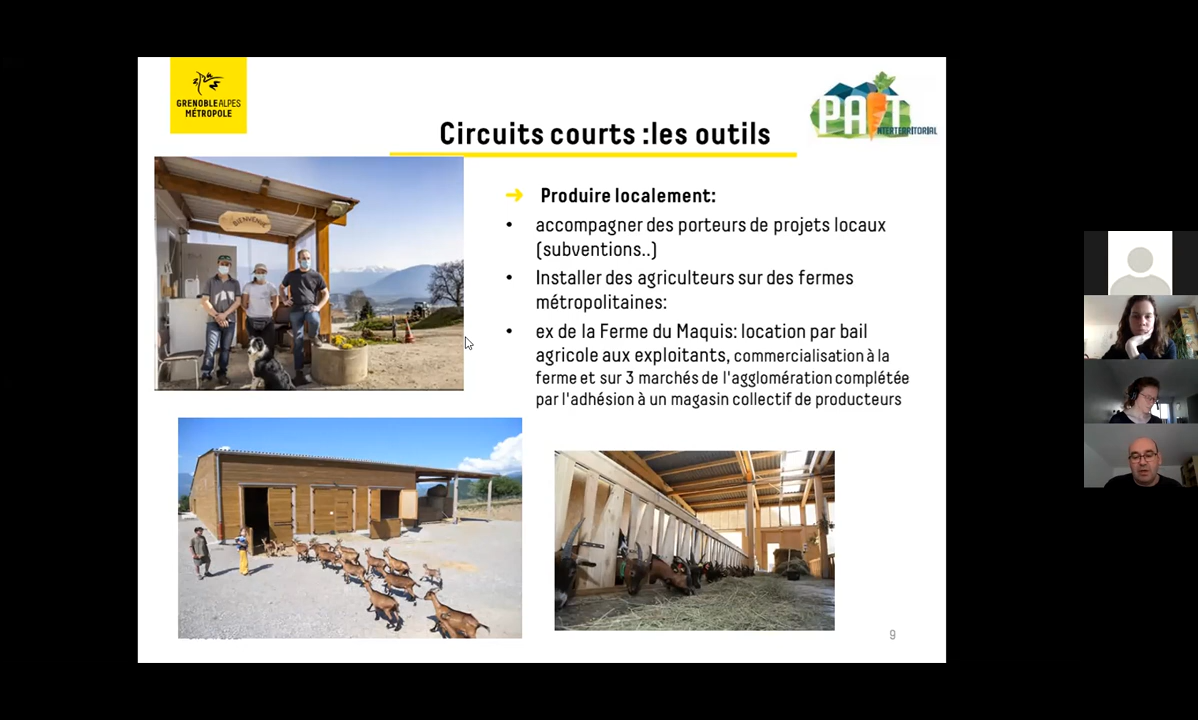 GRENOBLEALPES
MÉTROPOLE
PAiT
INTERTERRITORIAL
Circuits courts :les outils
BIENVENUE
➜ Produire localement:
• accompagner des porteurs de projets locaux
(subventions..)
• Installer des agriculteurs sur des fermes
métropolitaines:
• ex de la Ferme du Maquis: location par bail
agricole aux exploitants, commercialisation à la
ferme et sur 3 marchés de l'agglomération complétée
par l'adhésion à un magasin collectif de producteurs
9